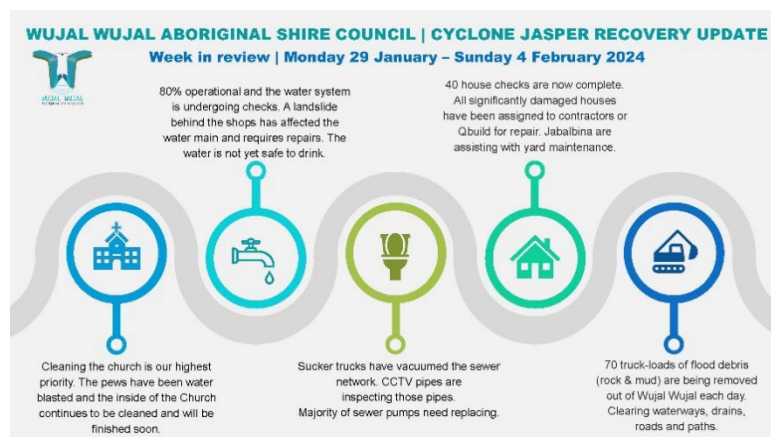 WUJAL WUJAL ABORIGINAL SHIRE COUNCIL | CYCLONE JASPER RECOVERY UPDATE
Week in review | Monday 29 January – Sunday 4 February 2024
WUJAL WUJAL
80% operational and the water system
is undergoing checks. A landslide
behind the shops has affected the
water main and requires repairs. The
water is not yet safe to drink.
40 house checks are now complete.
All significantly damaged houses
have been assigned to contractors or
Qbuild for repair. Jabalbina are
assisting with yard maintenance.
Cleaning the church is our highest
priority. The pews have been water
blasted and the inside of the Church
continues to be cleaned and will be
finished soon.
Sucker trucks have vacuumed the sewer
network. CCTV pipes are
inspecting those pipes.
Majority of sewer pumps need replacing.
70 truck-loads of flood debris
(rock & mud) are being removed
out of Wujal Wujal each day.
Clearing waterways, drains,
roads and paths.